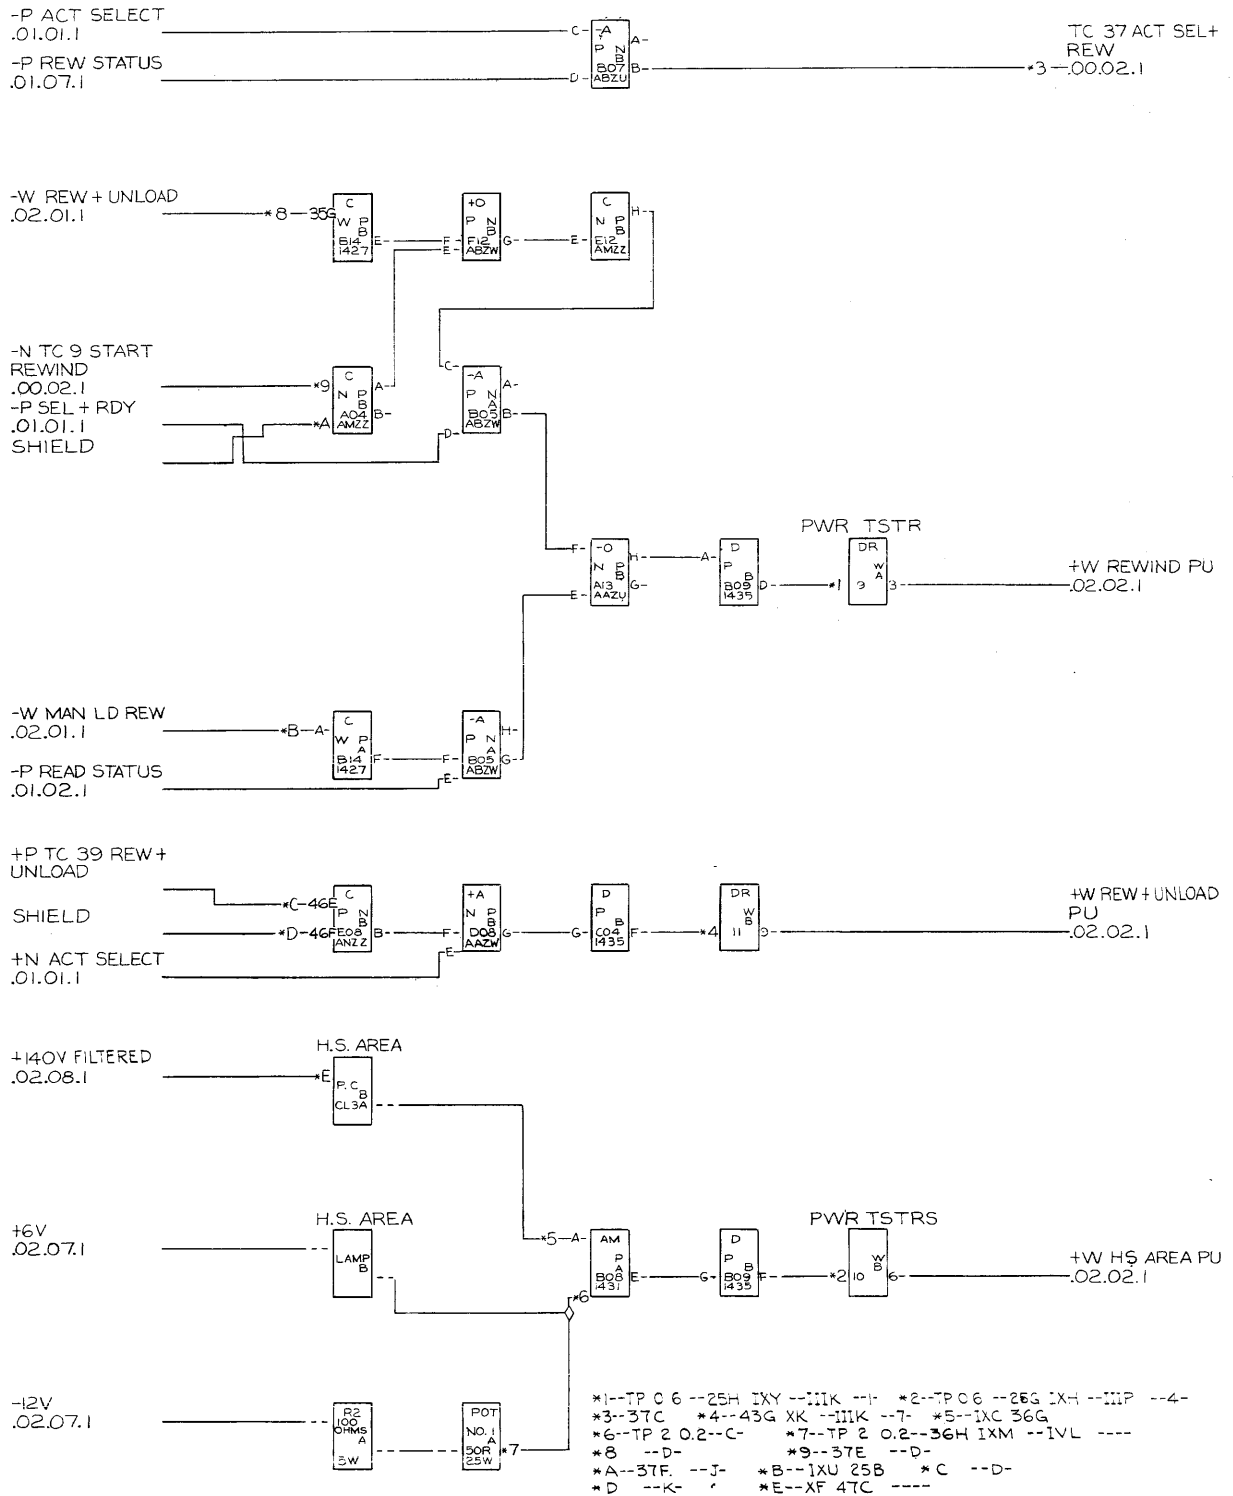 -P ACT SELECT
.01.01.1
-P REW STATUS
.01.07.1
C- -A A-
P N
B
B07 B-
D- ABZU
TC 37 ACT SEL+
REW
*3 .00.02.1
-W REW + UNLOAD
.02.01.1
*8 35G
C
W P
B
B14 E-
1427
+O
P N
B
F F12 G-
E- ABZW
C H-
N P
B
E- E12
AMZZ
-N TC 9 START
REWIND
.00.02.1
-P SEL + RDY
.01.01.1
SHIELD
*9 C A-
N P
B
A04 B-
*A AMZZ
C- -A A-
P N
A
B05 B-
D- ABZW
F- -O H-
N P
B
A13 G-
E- AAZU
A- D
P B
B09 D-
1435
PWR TSTR
DR
W
A
*1 9 3-
+W REWIND PU
.02.02.1
-W MAN LD REW
.02.01.1
-P READ STATUS
.01.02.1
*B-A- C
W P
A
B14 F-
1427
-A H-
P N
A
F- B05 G-
E- ABZW
+P TC 39 REW+
UNLOAD
SHIELD
+N ACT SELECT
.01.01.1
*C-46E C
P N
B
*D-46F E08 B-
ANZZ
+A
N P
B
F- D08 G-
E AAZW
D
P B
G- C04 F-
1435
DR
W
B
*4 11 9-
+W REW + UNLOAD
PU
.02.02.1
+140V FILTERED
.02.08.1
H.S. AREA
*E
P.C
B
CL3A
+6V
.02.07.1
H.S. AREA
LAMP
B
*5-A- AM
P
A
B08 E-
*6 1431
D
P B
G- B09 F-
1435
PWR TSTRS
W
B
*2 10 6-
+W HS AREA PU
.02.02.1
-12V
.02.07.1
R2
100
OHMS
A
3W
POT
NO. 1
A
50R *7
25W
*1--TP 0 6 --25H IXY --IIIK --1- *2--TP 0 6 --26G IXH --IIIP --4-
*3--37C *4--43G XK --IIIK --7- *5--IXC 36G
*6--TP 2 0.2--C- *7--TP 2 0.2--36H IXM --IVL ----
*8 --D- *9--37E --D-
*A--37F. --J- *B--IXU 25B *C --D-
*D --K- *E--XF 47C ----